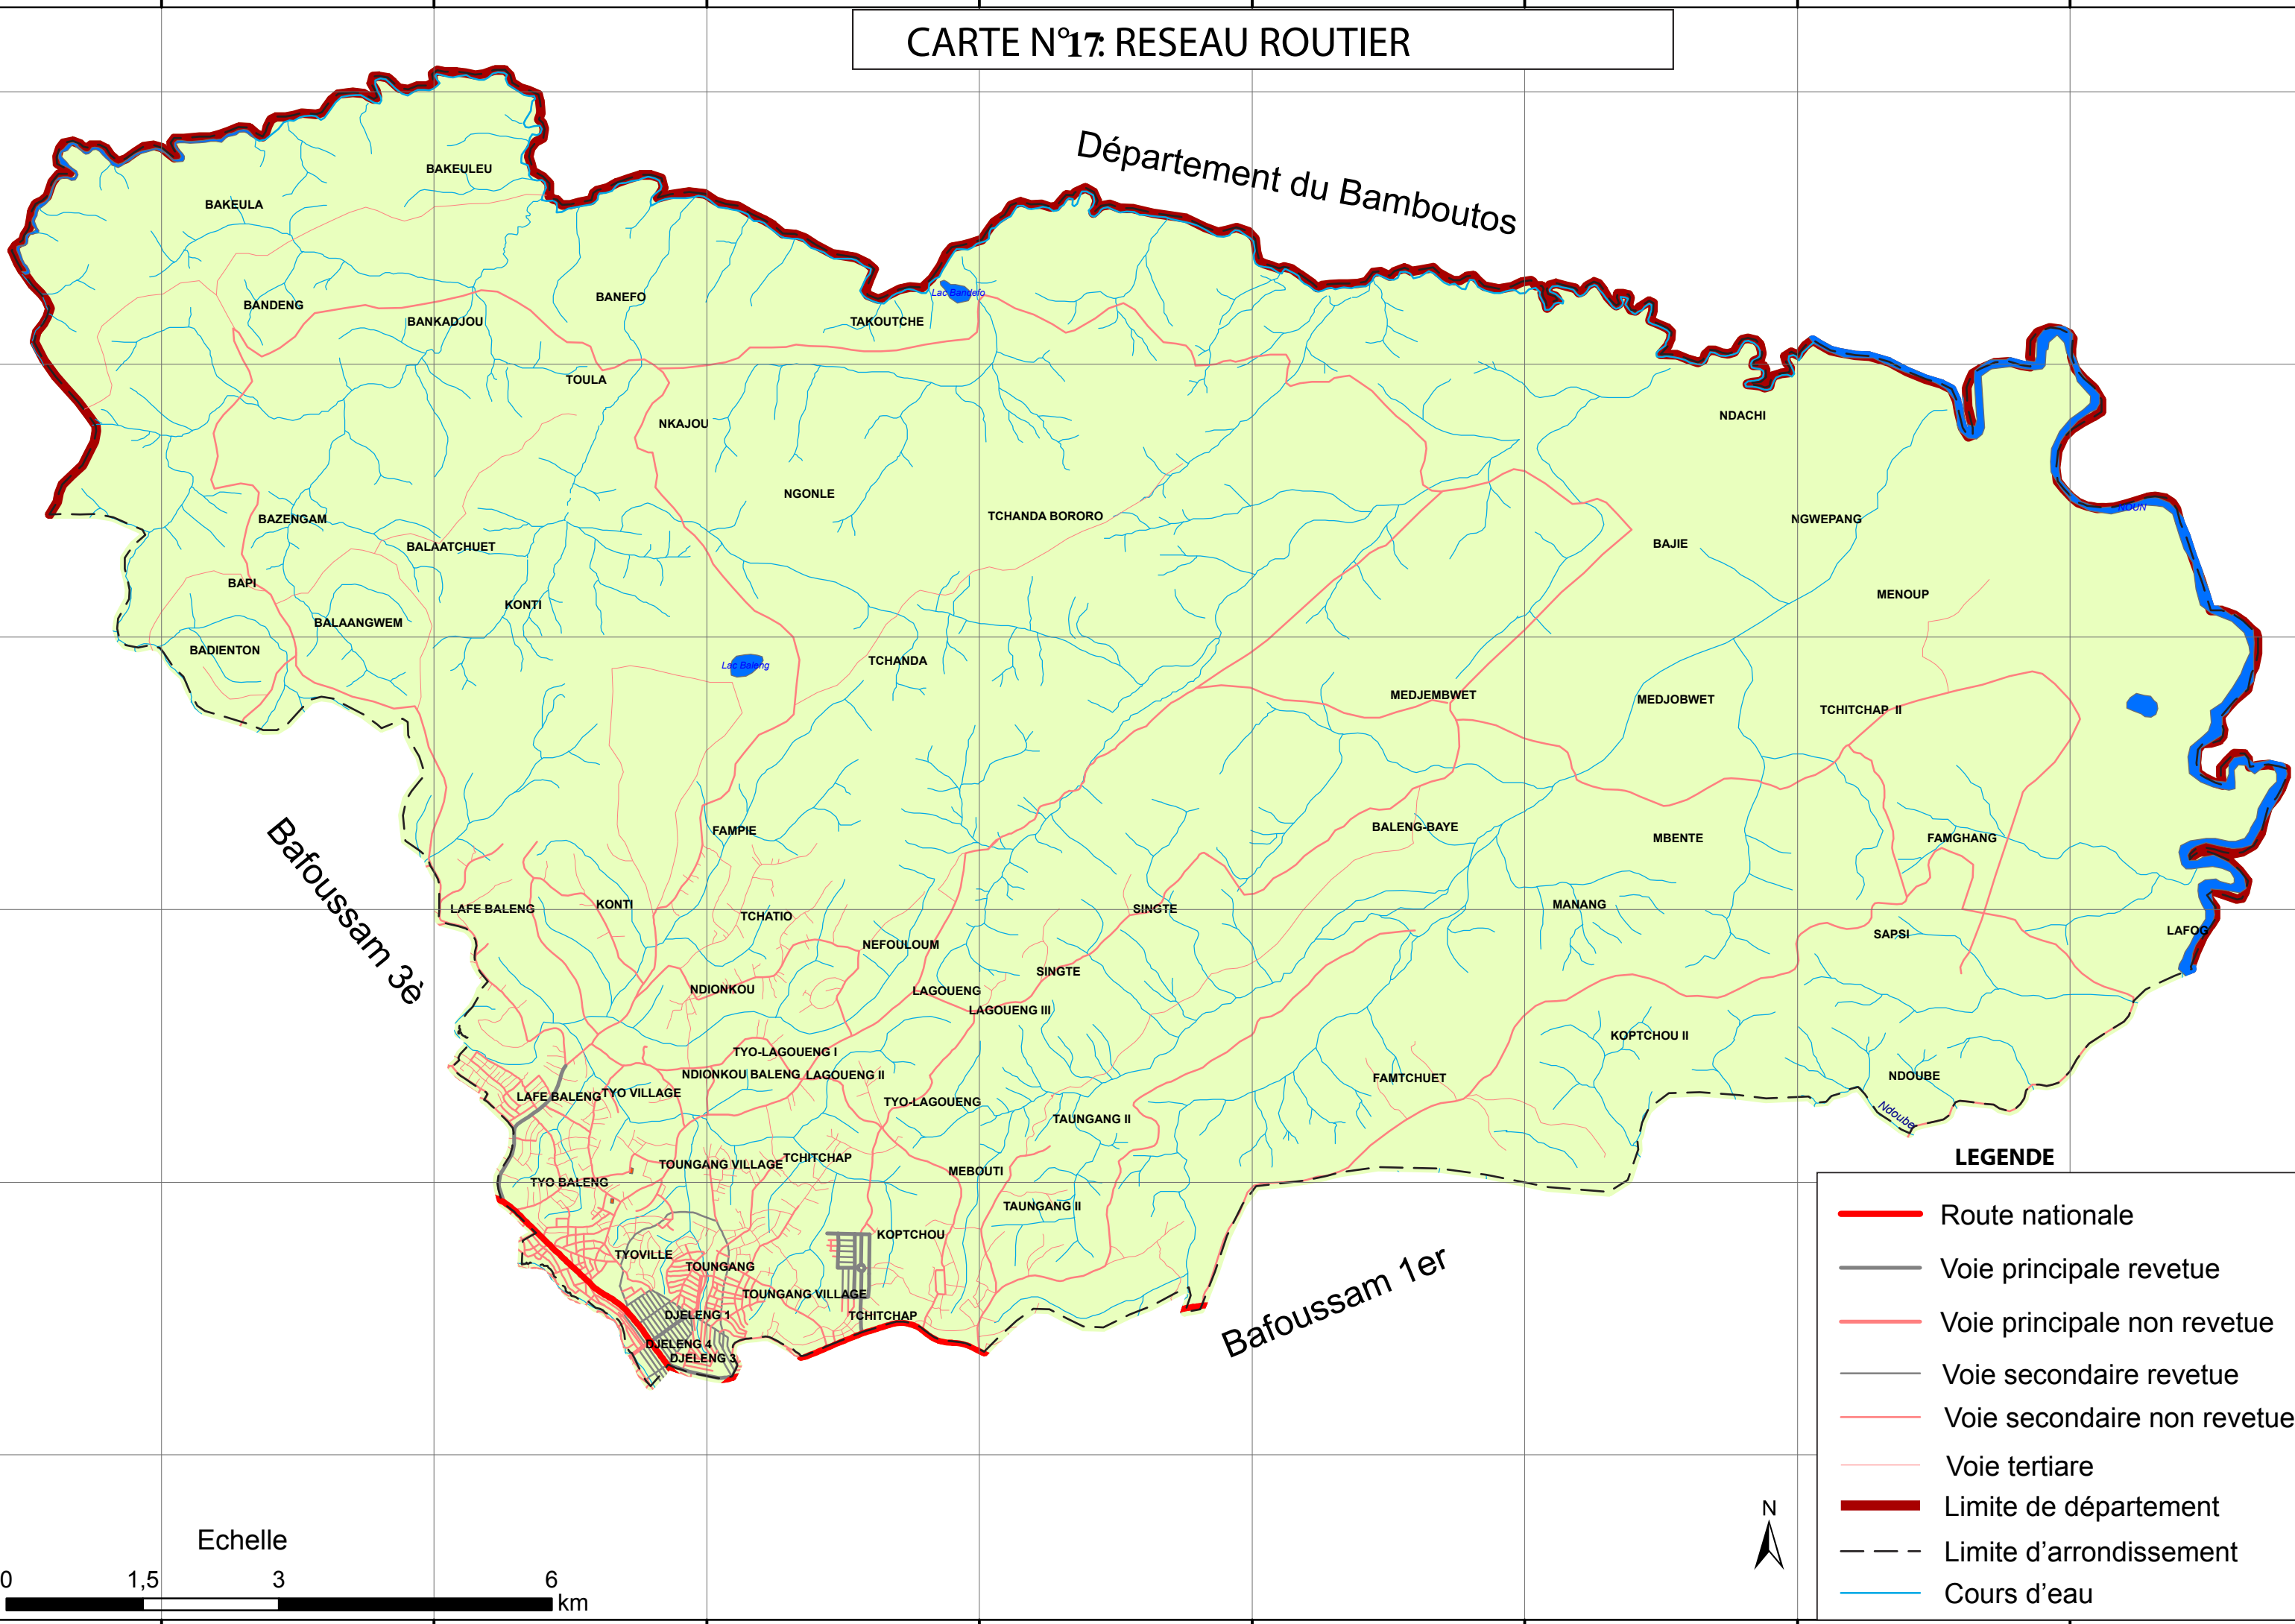 CARTE N°17: RESEAU ROUTIER
Département du Bamboutos
BAKEULEU
BAKEULA
BANDENG
BANKADJOU
BANEFO
Lac Bandefo
TAKOUTCHE
TOULA
NKAJOU
NDACHI
NGONLE
TCHANDA BORORO
NOUN
NGWEPANG
BAZENGAM
BALAATCHUET
BAJIE
BAPI
KONTI
MENOUP
BALAANGWEM
BADIENTON
Lac Baleng
TCHANDA
MEDJEMBWET
MEDJOBWET
TCHITCHAP II
FAMPIE
BALENG-BAYE
MBENTE
FAMGHANG
Bafoussam 3è
LAFE BALENG
KONTI
TCHATIO
SINGTE
MANANG
NEFOULOUM
SAPSI
LAFOG
SINGTE
NDIONKOU
LAGOUENG
LAGOUENG III
KOPTCHOU II
TYO-LAGOUENG I
NDIONKOU BALENG
LAGOUENG II
FAMTCHUET
NDOUBE
LAFE BALENG
TYO VILLAGE
TYO-LAGOUENG
TAUNGANG II
Ndoube
TOUNGANG VILLAGE
TCHITCHAP
MEBOUTI
TYO BALENG
TAUNGANG II
KOPTCHOU
TYOVILLE
TOUNGANG
TOUNGANG VILLAGE
DJELENG 1
TCHITCHAP
DJELENG 4
DJELENG 3
Bafoussam 1er
LEGENDE
Route nationale
Voie principale revetue
Voie principale non revetue
Voie secondaire revetue
Voie secondaire non revetue
Voie tertiare
Limite de département
Limite d'arrondissement
Cours d'eau
N
Echelle
0 1,5 3 6
km